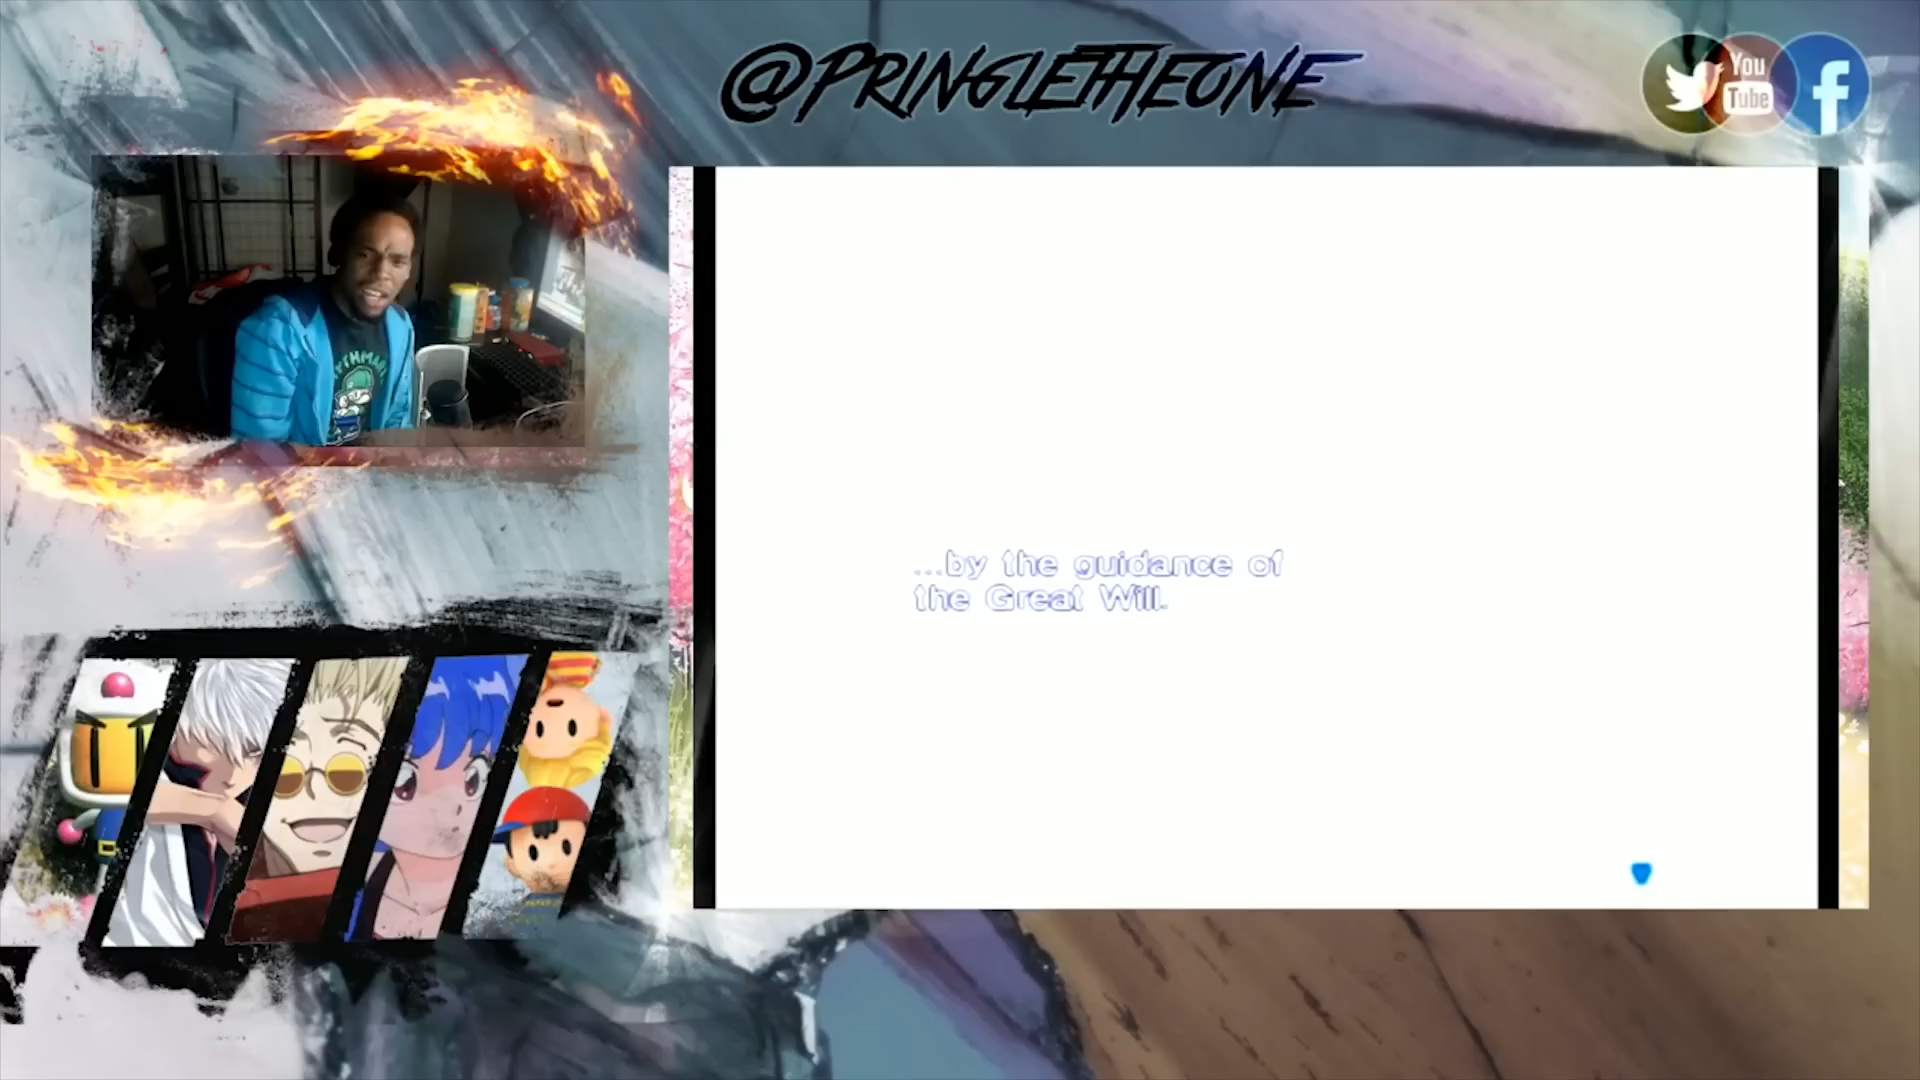 @PRINGLETHEONE
You
Tube
...by the guidance of
the Great Will.